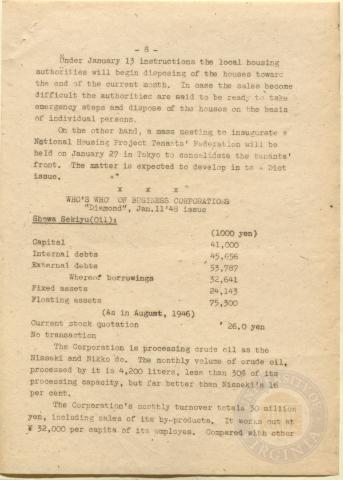 - 8 -
Under January 13 instructions the local housing
authorities will begin disposing of the houses toward
the end of the current month. In case the sales become
difficult the authorities are said to be ready to take
emergency steps and dispose of the houses on the basis
of individual persons.
On the other hand, a mass meeting to inaugurate a
National Housing Project Tenants' Federation will be
held on January 27 in Tokyo to consolidate the tenants'
front. The matter is expected to develop in to a Diet
issue.
x x x
WHO'S WHO OF BUSINESS CORPORATIONS
"Diamond", Jan.11'48 issue
Showa Sekiyu(Oil):
(1000 yen)
Capital 41,000
Internal debts 45,656
External debts 53,787
Whereof borrowings 32,641
Fixed assets 24,143
Floating assets 75,300
(As in August, 1946)
Current stock quotation 26.0 yen
No transaction
The Corporation is processing crude oil as the
Nisseki and Nikko do. The monthly volume of crude oil,
processed by it is 4,200 liters, less than 30% of its
processing capacity, but far better than Nisseki's 16
per cent.
The Corporation's monthly turnover totals 30 million
yen, including sales of its by-products. It works out at
¥ 32,000 per capita of its employes. Compared with other